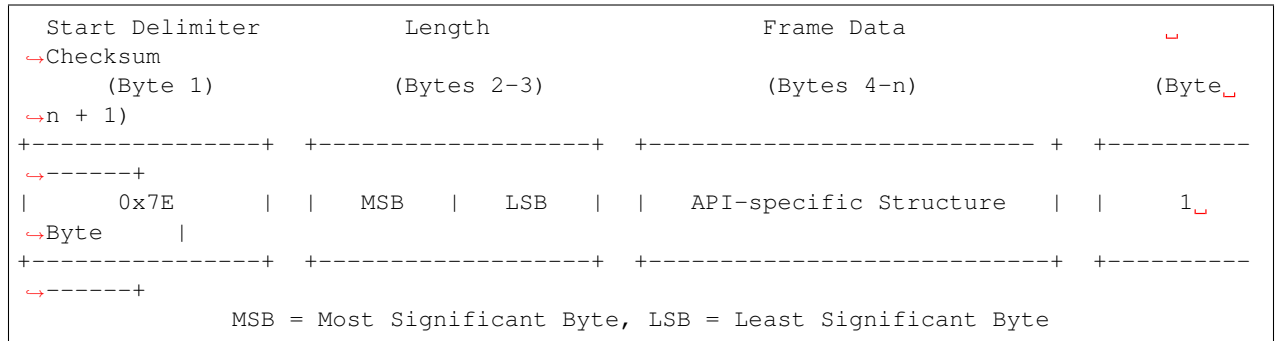 Start Delimiter Length Frame Data ␣
↪Checksum
(Byte 1) (Bytes 2-3) (Bytes 4-n) (Byte␣
↪n + 1)
+----------------+ +-------------------+ +--------------------------- + +----------
↪------+
| 0x7E | | MSB | LSB | | API-specific Structure | | 1␣
↪Byte |
+----------------+ +-------------------+ +----------------------------+ +----------
↪------+
MSB = Most Significant Byte, LSB = Least Significant Byte